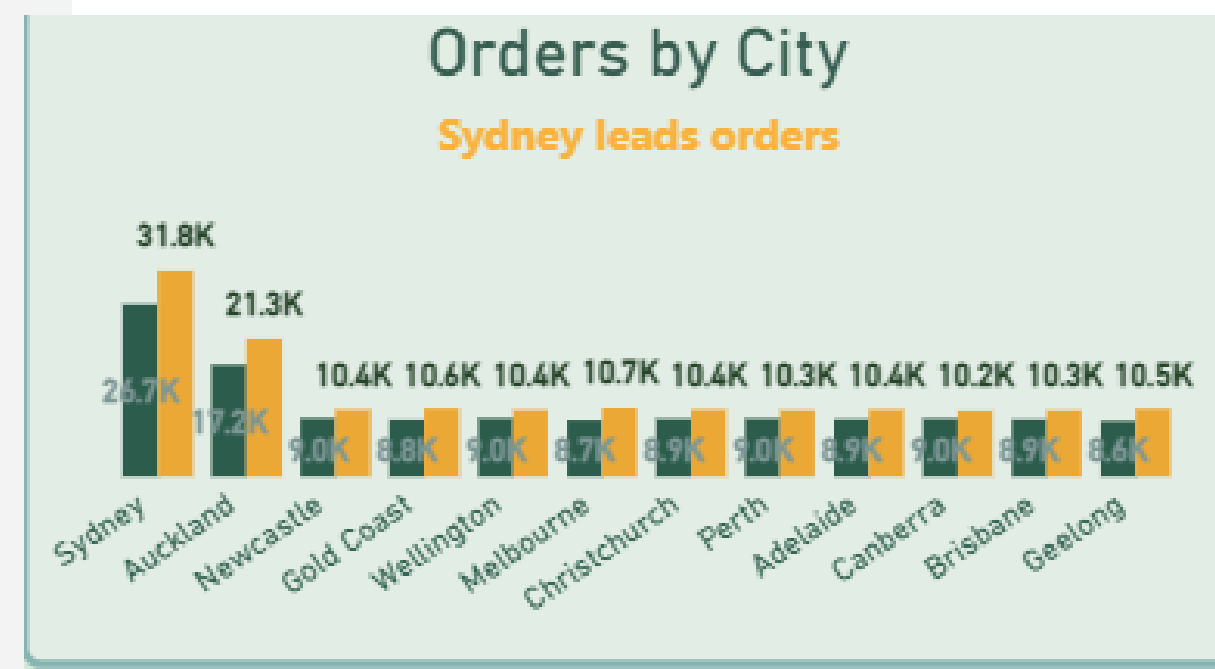 Orders by City
Sydney leads orders
31.8K
21.3K
10.4K 10.6K 10.4K 10.7K 10.4K 10.3K 10.4K 10.2K 10.3K 10.5K
26.7K
17.2K
9.0K 8.8K 9.0K 8.7K 8.9K 9.0K 8.9K 9.0K 8.9K 8.6K
Sydney Auckland Newcastle Gold Coast Wellington Melbourne Christchurch Perth Adelaide Canberra Brisbane Geelong